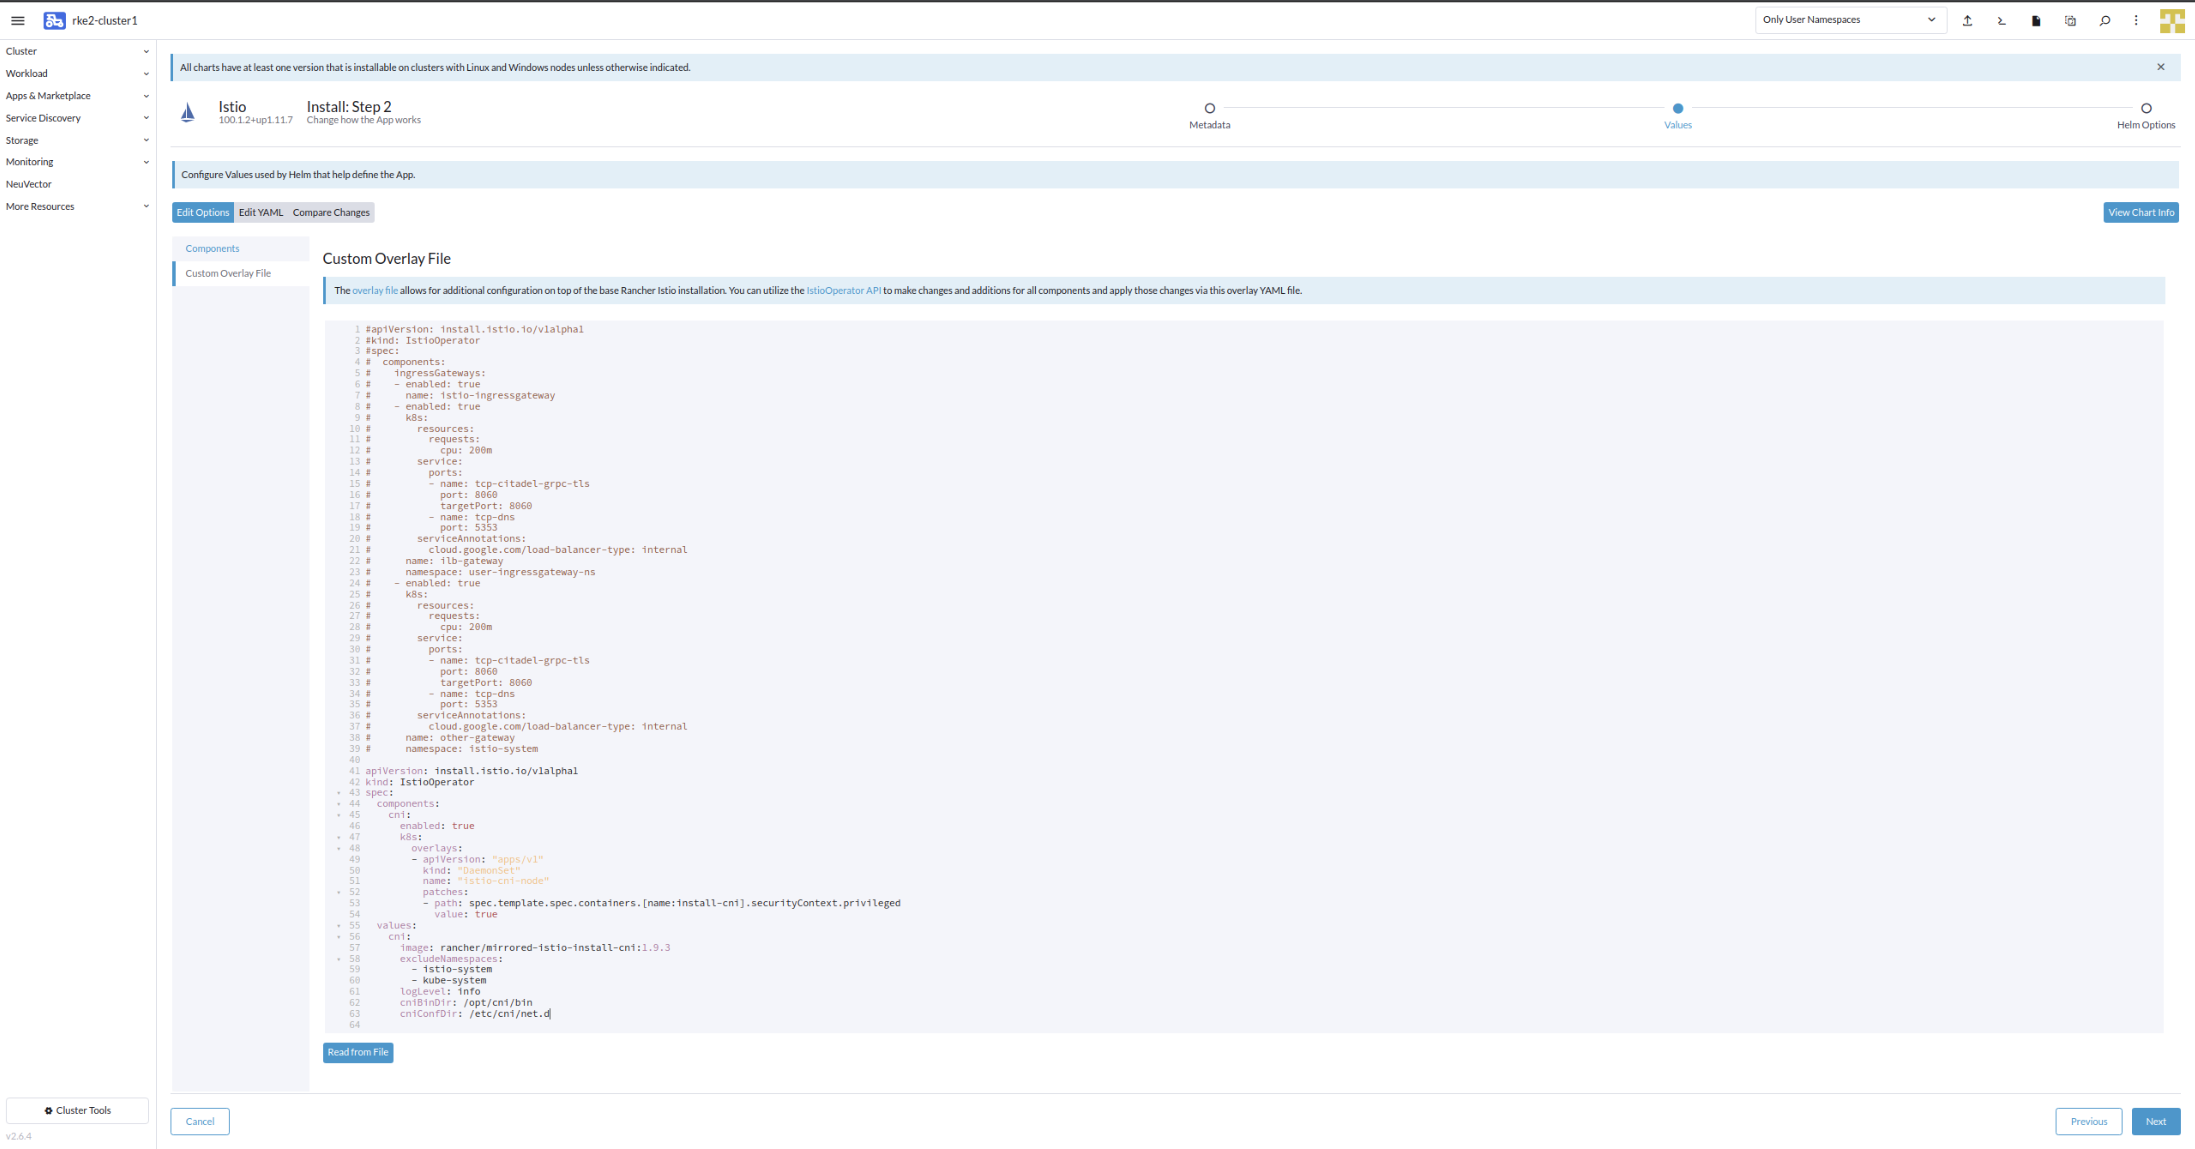 rke2-cluster1
Only User Namespaces
Cluster
Workload
Apps & Marketplace
Service Discovery
Storage
Monitoring
NeuVector
More Resources
All charts have at least one version that is installable on clusters with Linux and Windows nodes unless otherwise indicated.
Istio
100.1.2+up1.11.7
Install: Step 2
Change how the App works
Metadata
Values
Helm Options
Configure Values used by Helm that help define the App.
Edit Options Edit YAML Compare Changes
View Chart Info
Components
Custom Overlay File
Custom Overlay File
The overlay file allows for additional configuration on top of the base Rancher Istio installation. You can utilize the IstioOperator API to make changes and additions for all components and apply those changes via this overlay YAML file.
1 #apiVersion: install.istio.io/v1alpha1
2 #kind: IstioOperator
3 #spec:
4 #  components:
5 #    ingressGateways:
6 #    - enabled: true
7 #      name: istio-ingressgateway
8 #    - enabled: true
9 #      k8s:
10 #        resources:
11 #          requests:
12 #            cpu: 200m
13 #        service:
14 #          ports:
15 #          - name: tcp-citadel-grpc-tls
16 #            port: 8060
17 #            targetPort: 8060
18 #          - name: tcp-dns
19 #            port: 5353
20 #        serviceAnnotations:
21 #          cloud.google.com/load-balancer-type: internal
22 #      name: ilb-gateway
23 #      namespace: user-ingressgateway-ns
24 #    - enabled: true
25 #      k8s:
26 #        resources:
27 #          requests:
28 #            cpu: 200m
29 #        service:
30 #          ports:
31 #          - name: tcp-citadel-grpc-tls
32 #            port: 8060
33 #            targetPort: 8060
34 #          - name: tcp-dns
35 #            port: 5353
36 #        serviceAnnotations:
37 #          cloud.google.com/load-balancer-type: internal
38 #      name: other-gateway
39 #      namespace: istio-system
40
41 apiVersion: install.istio.io/v1alpha1
42 kind: IstioOperator
43 spec:
44   components:
45     cni:
46       enabled: true
47       k8s:
48         overlays:
49         - apiVersion: "apps/v1"
50           kind: "DaemonSet"
51           name: "istio-cni-node"
52           patches:
53           - path: spec.template.spec.containers.[name:install-cni].securityContext.privileged
54             value: true
55   values:
56     cni:
57       image: rancher/mirrored-istio-install-cni:1.9.3
58       excludeNamespaces:
59         - istio-system
60         - kube-system
61       logLevel: info
62       cniBinDir: /opt/cni/bin
63       cniConfDir: /etc/cni/net.d
64
Read from File
Cluster Tools
v2.6.4
Cancel
Previous
Next